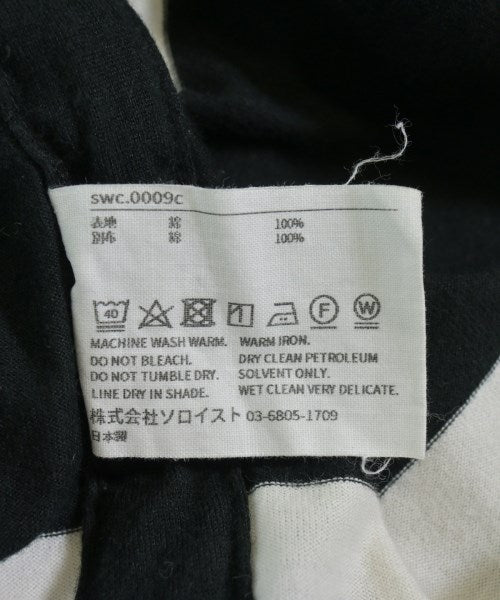 swc.0009c
表地 綿 100%
別布 綿 100%
40 F W
MACHINE WASH WARM. WARM IRON.
DO NOT BLEACH. DRY CLEAN PETROLEUM
DO NOT TUMBLE DRY. SOLVENT ONLY.
LINE DRY IN SHADE. WET CLEAN VERY DELICATE.
株式会社ソロイスト 03-6805-1709
日本製